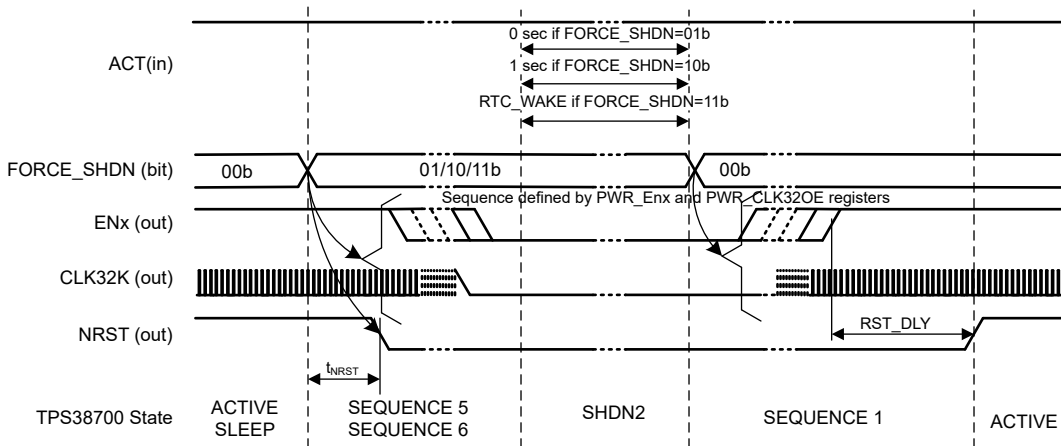 0 sec if FORCE_SHDN=01b
ACT(in)
1 sec if FORCE_SHDN=10b
RTC_WAKE if FORCE_SHDN=11b
FORCE_SHDN (bit)
00b
01/10/11b
00b
Sequence defined by PWR_Enx and PWR_CLK32OE registers
ENx (out)
CLK32K (out)
NRST (out)
RST_DLY
tNRST
TPS38700 State
ACTIVE
SLEEP
SEQUENCE 5
SEQUENCE 6
SHDN2
SEQUENCE 1
ACTIVE